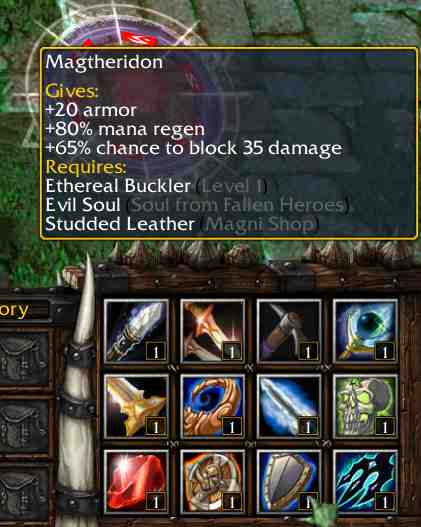 Magtheridon
Gives:
+20 armor
+80% mana regen
+65% chance to block 35 damage
Requires:
Ethereal Buckler (Level 1)
Evil Soul (Soul from Fallen Heroes)
Studded Leather (Magni Shop)
ory
1 1 1 1
1 1 1 1
1 1 1 1